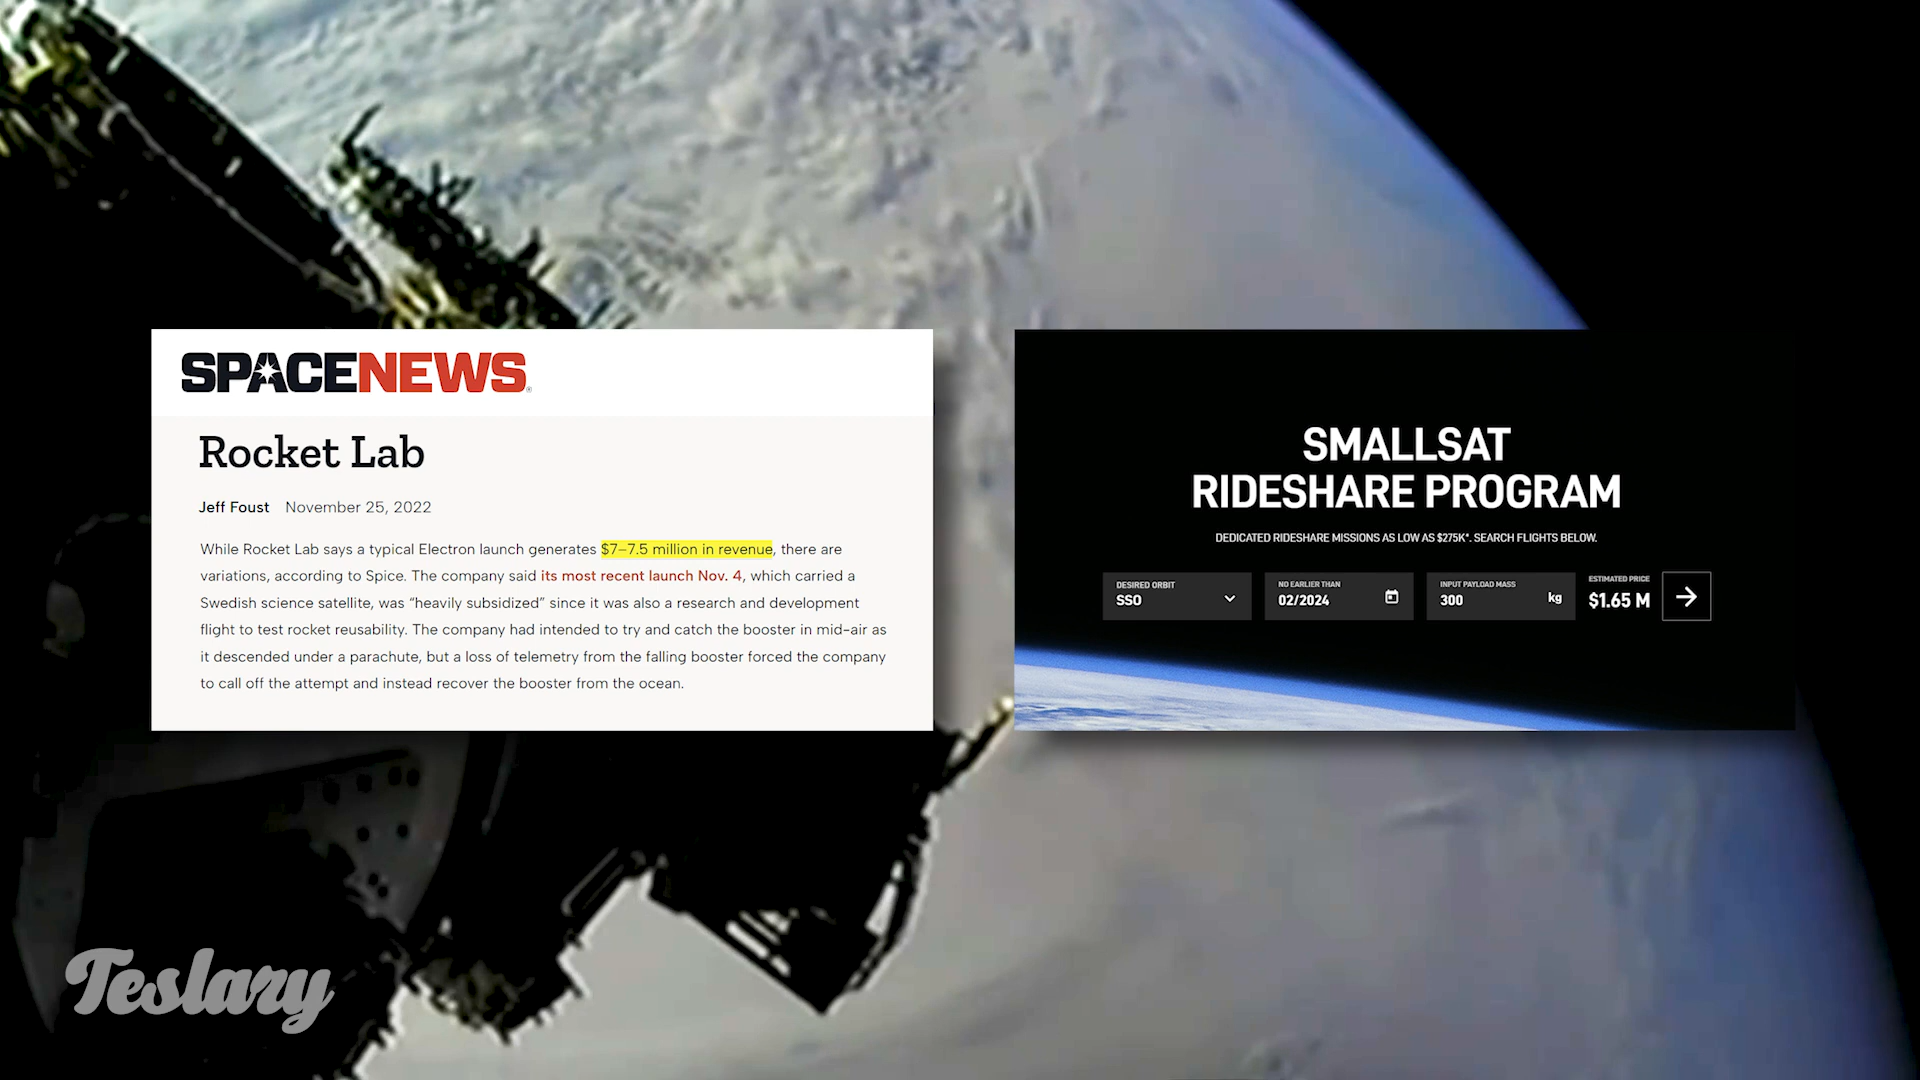 SPACENEWS
Rocket Lab
Jeff Foust November 25, 2022
While Rocket Lab says a typical Electron launch generates $7–7.5 million in revenue, there are
variations, according to Spice. The company said its most recent launch Nov. 4, which carried a
Swedish science satellite, was “heavily subsidized” since it was also a research and development
flight to test rocket reusability. The company had intended to try and catch the booster in mid-air as
it descended under a parachute, but a loss of telemetry from the falling booster forced the company
to call off the attempt and instead recover the booster from the ocean.
SMALLSAT
RIDESHARE PROGRAM
DEDICATED RIDESHARE MISSIONS AS LOW AS $275K*. SEARCH FLIGHTS BELOW.
DESIRED ORBIT
SSO
NO EARLIER THAN
02/2024
INPUT PAYLOAD MASS
300 kg
ESTIMATED PRICE
$1.65 M
Teslary